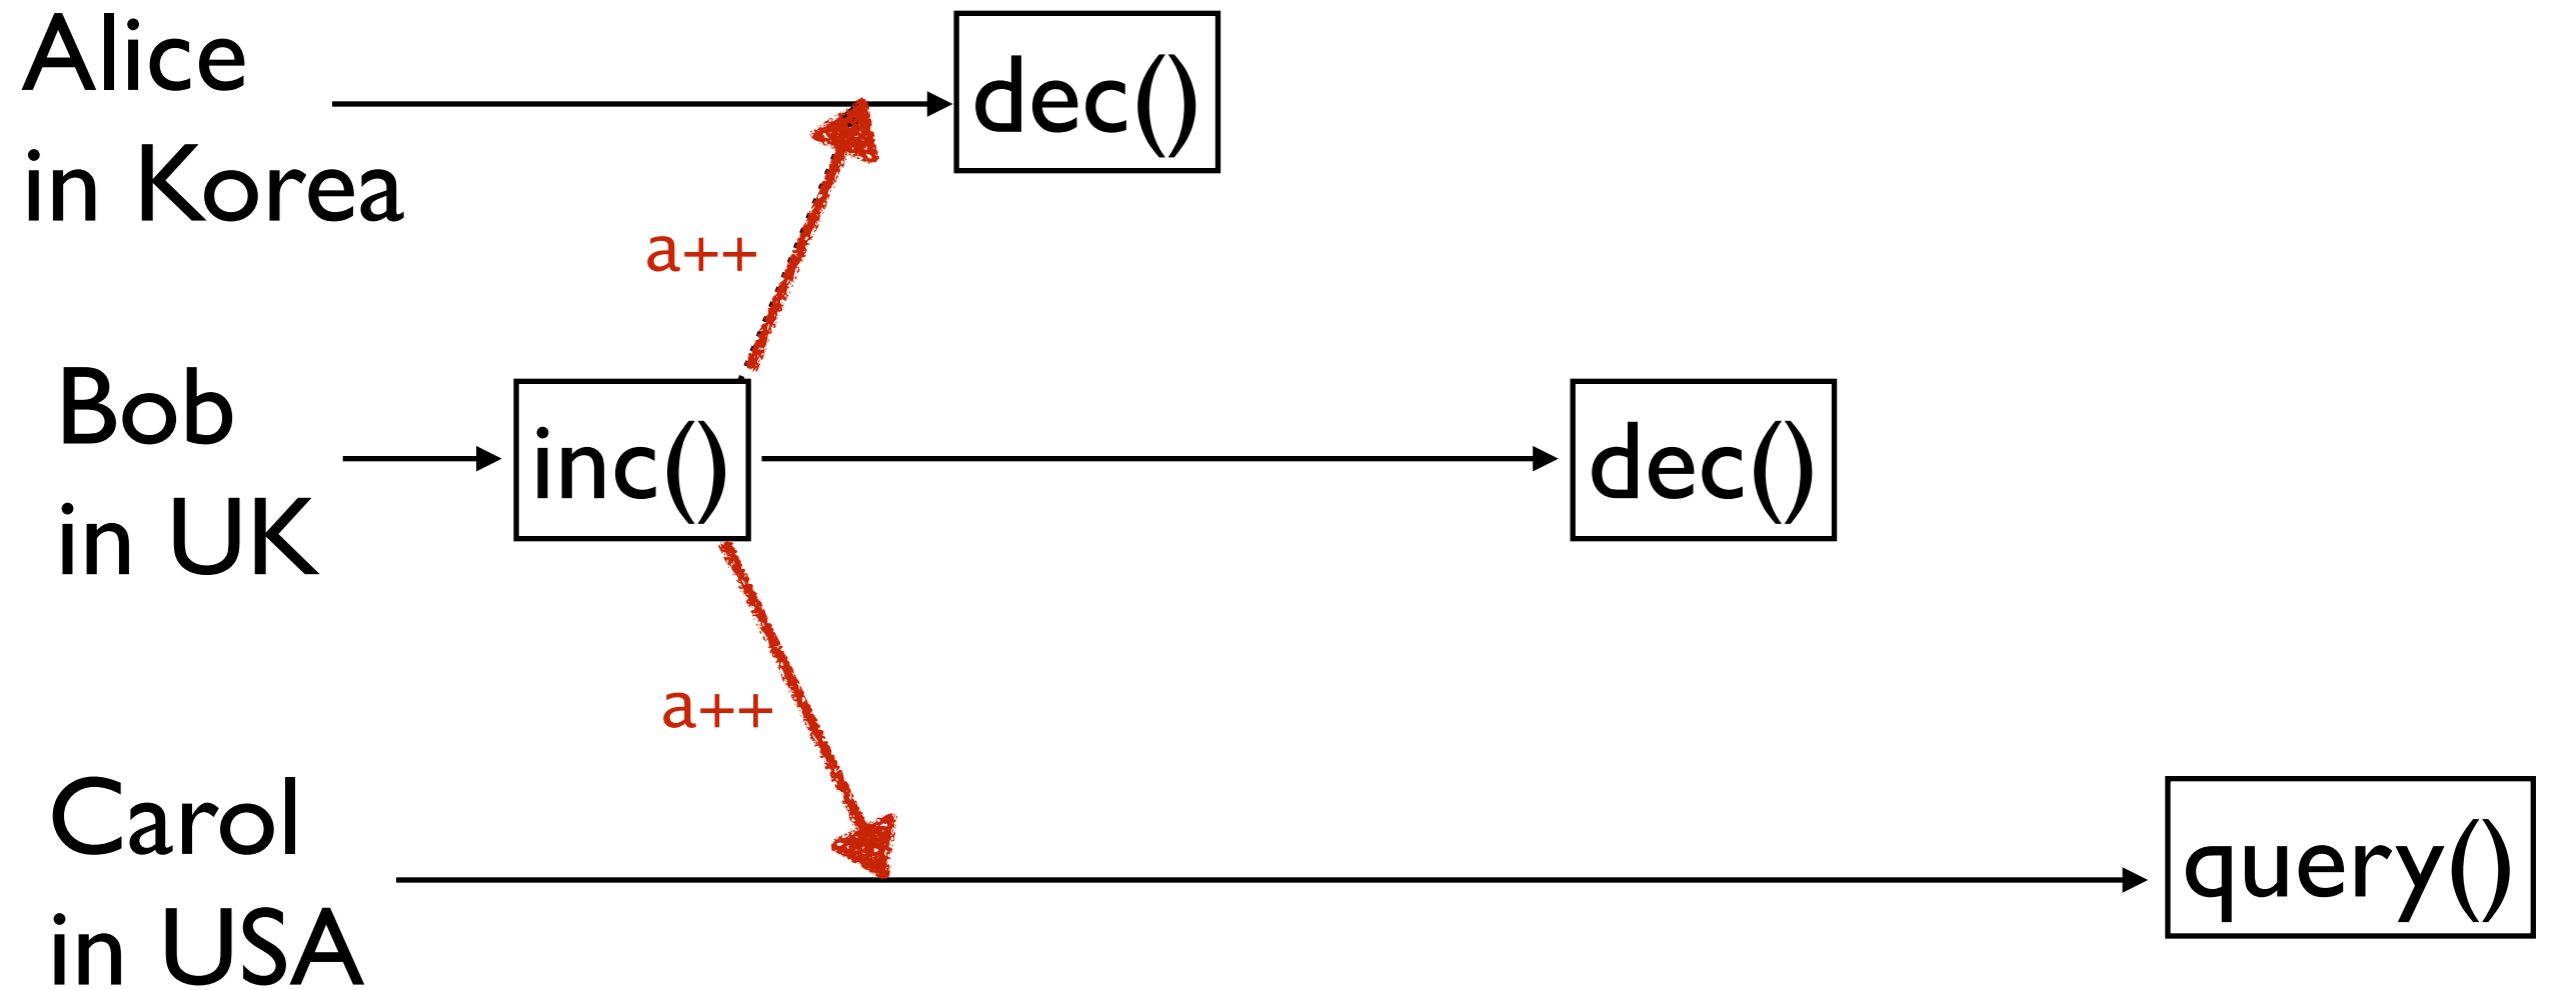 Alice
in Korea
dec()
a++
Bob
in UK
inc()
dec()
a++
Carol
in USA
query()